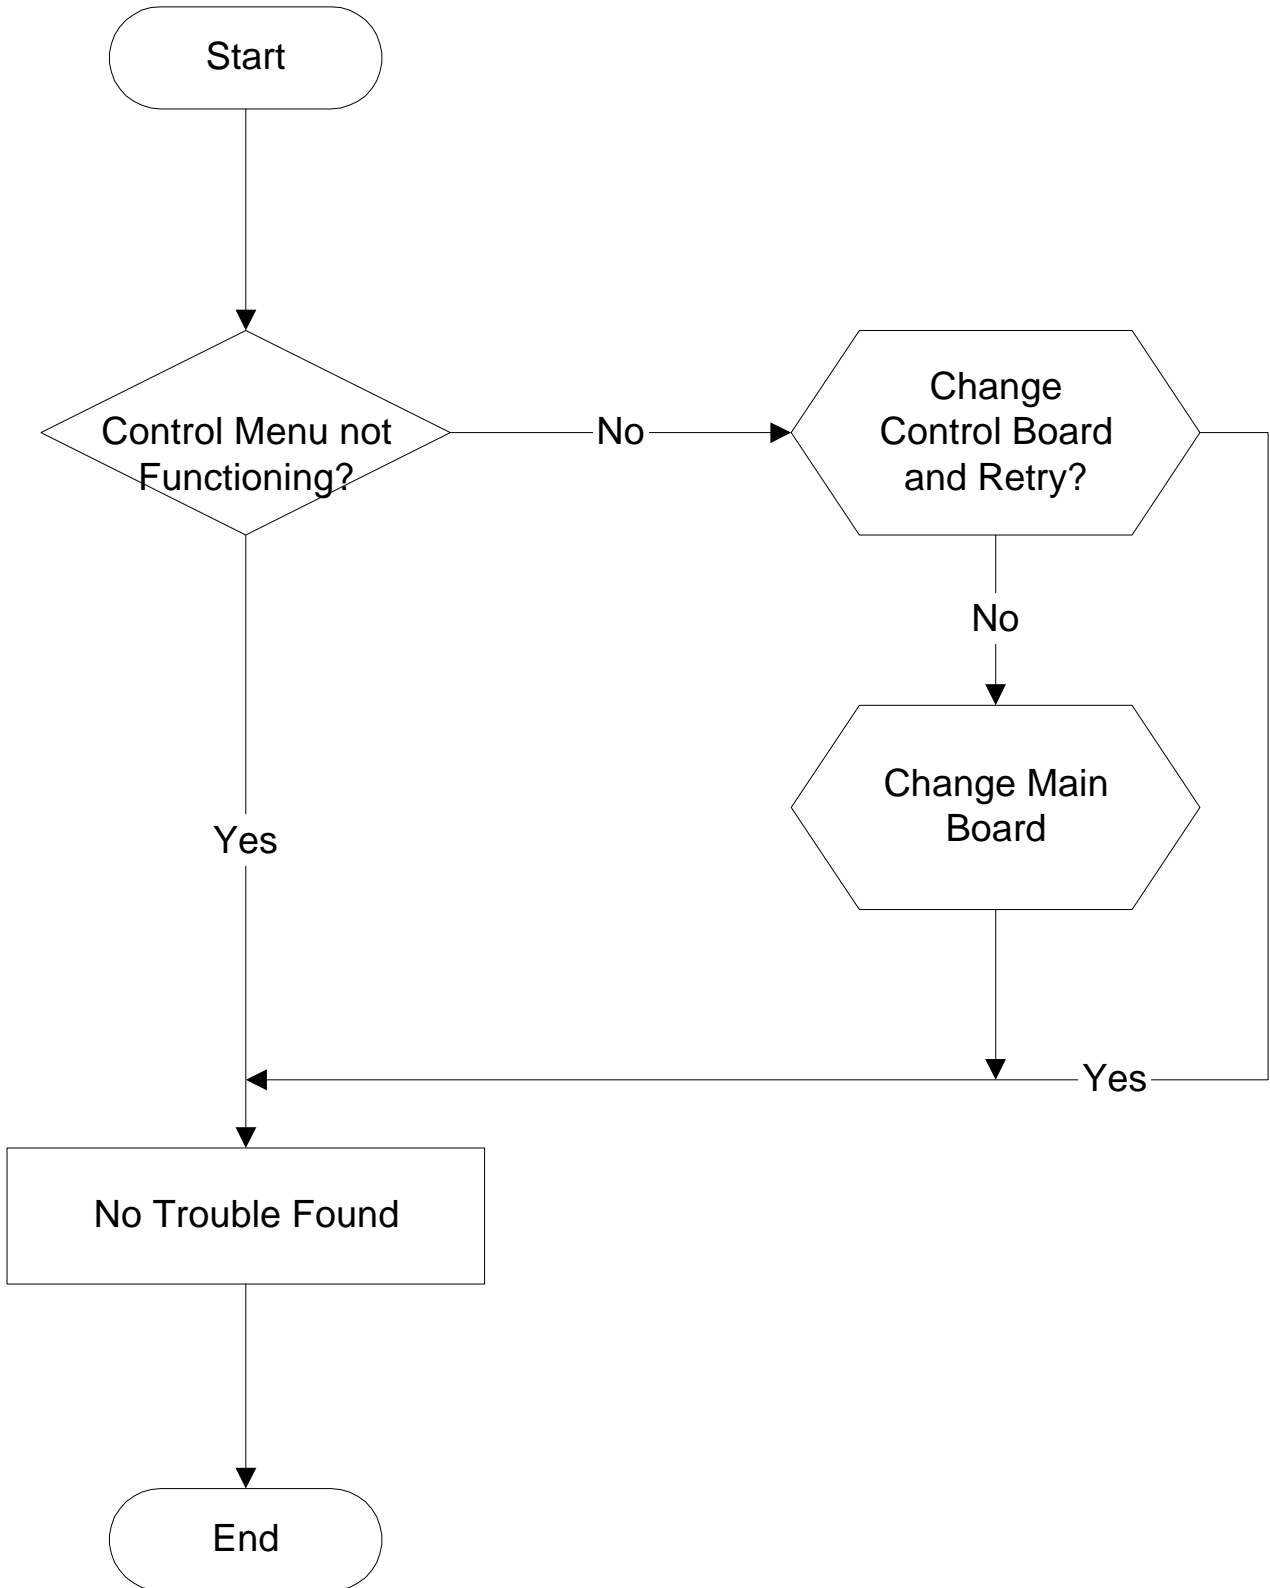 Start
Control Menu not
Functioning?
No
Change
Control Board
and Retry?
No
Change Main
Board
Yes
Yes
No Trouble Found
End